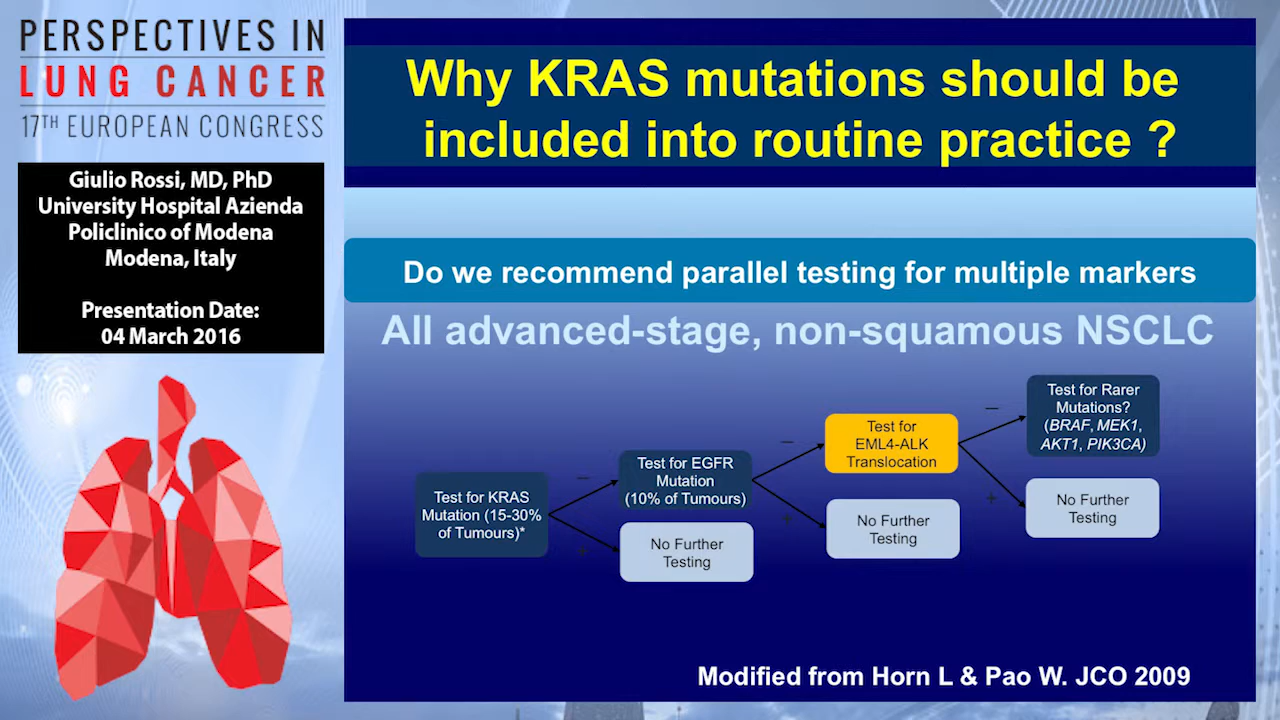 PERSPECTIVES IN
LUNG CANCER
17TH EUROPEAN CONGRESS
Giulio Rossi, MD, PhD
University Hospital Azienda
Policlinico of Modena
Modena, Italy
Presentation Date:
04 March 2016
Why KRAS mutations should be
included into routine practice ?
Do we recommend parallel testing for multiple markers
All advanced-stage, non-squamous NSCLC
Test for KRAS
Mutation (15-30%
of Tumours)*
–
+
Test for EGFR
Mutation
(10% of Tumours)
No Further
Testing
–
+
Test for
EML4-ALK
Translocation
No Further
Testing
–
+
Test for Rarer
Mutations?
(BRAF, MEK1,
AKT1, PIK3CA)
No Further
Testing
Modified from Horn L & Pao W. JCO 2009